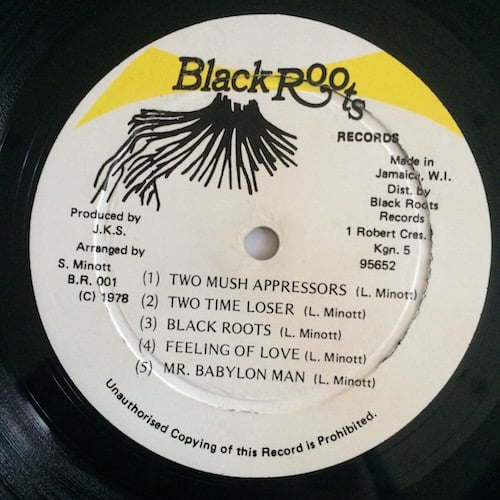 Black Roots
RECORDS
Made in
Jamaica, W.I.
Dist. by
Black Roots
Records
1 Robert Cres.
Kgn. 5
95652
Produced by
J.K.S.
Arranged by
S. Minott
B.R. 001
(C) 1978
(1) TWO MUSH APPRESSORS (L. Minott)
(2) TWO TIME LOSER (L. Minott)
(3) BLACK ROOTS (L. Minott)
(4) FEELING OF LOVE (L. Minott)
(5) MR. BABYLON MAN (L. Minott)
Unauthorised Copying of this Record is Prohibited.